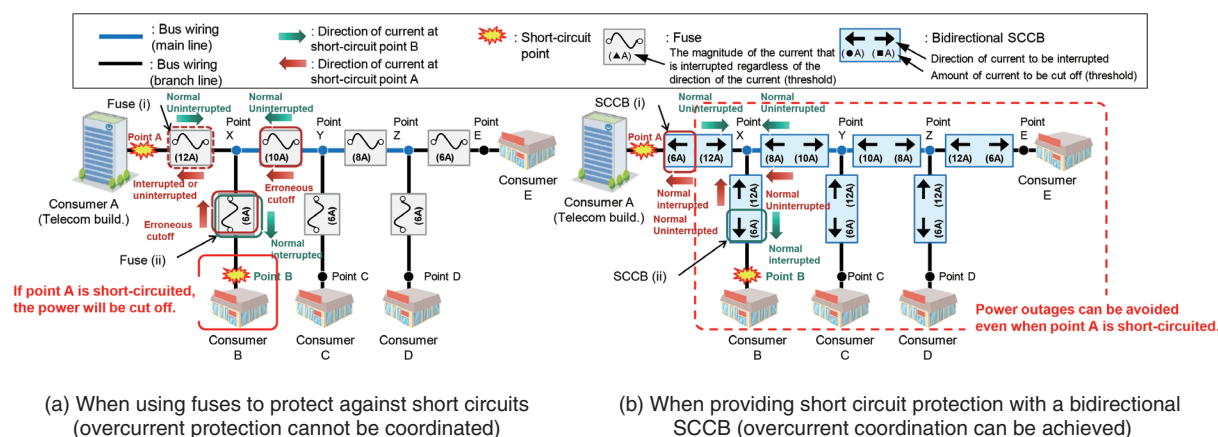 : Bus wiring
(main line)
: Bus wiring
(branch line)
: Direction of current at
short-circuit point B
: Direction of current at
short-circuit point A
: Short-circuit
point
(▲A)
: Fuse
The magnitude of the current that
is interrupted regardless of the
direction of the current (threshold)
(●A) (■A)
: Bidirectional SCCB
Direction of current to be interrupted
Amount of current to be cut off (threshold)
Fuse (i)
Normal
Uninterrupted
Normal
Uninterrupted
Point
X
Point
Y
Point
Z
Point
E
Point A
(12A)
(10A)
(8A)
(6A)
Interrupted or
uninterrupted
Erroneous
cutoff
Consumer
E
Consumer A
(Telecom build.)
Erroneous
cutoff
(6A)
(6A)
(6A)
Normal
interrupted
Fuse (ii)
Point B
Point C
Point D
If point A is short-circuited,
the power will be cut off.
Consumer
B
Consumer
C
Consumer
D
(a) When using fuses to protect against short circuits
(overcurrent protection cannot be coordinated)
SCCB (i)
Normal
Uninterrupted
Normal
Uninterrupted
Point
X
Point
Y
Point
Z
Point
E
Point A
(6A)
(12A)
(8A)
(10A)
(10A)
(8A)
(12A)
(6A)
Normal
interrupted
Normal
Uninterrupted
Normal
Uninterrupted
Consumer
E
Consumer A
(Telecom build.)
(12A)
(6A)
(12A)
(6A)
(12A)
(6A)
Normal
interrupted
SCCB (ii)
Point B
Point C
Point D
Power outages can be avoided
even when point A is short-circuited.
Consumer
B
Consumer
C
Consumer
D
(b) When providing short circuit protection with a bidirectional
SCCB (overcurrent coordination can be achieved)